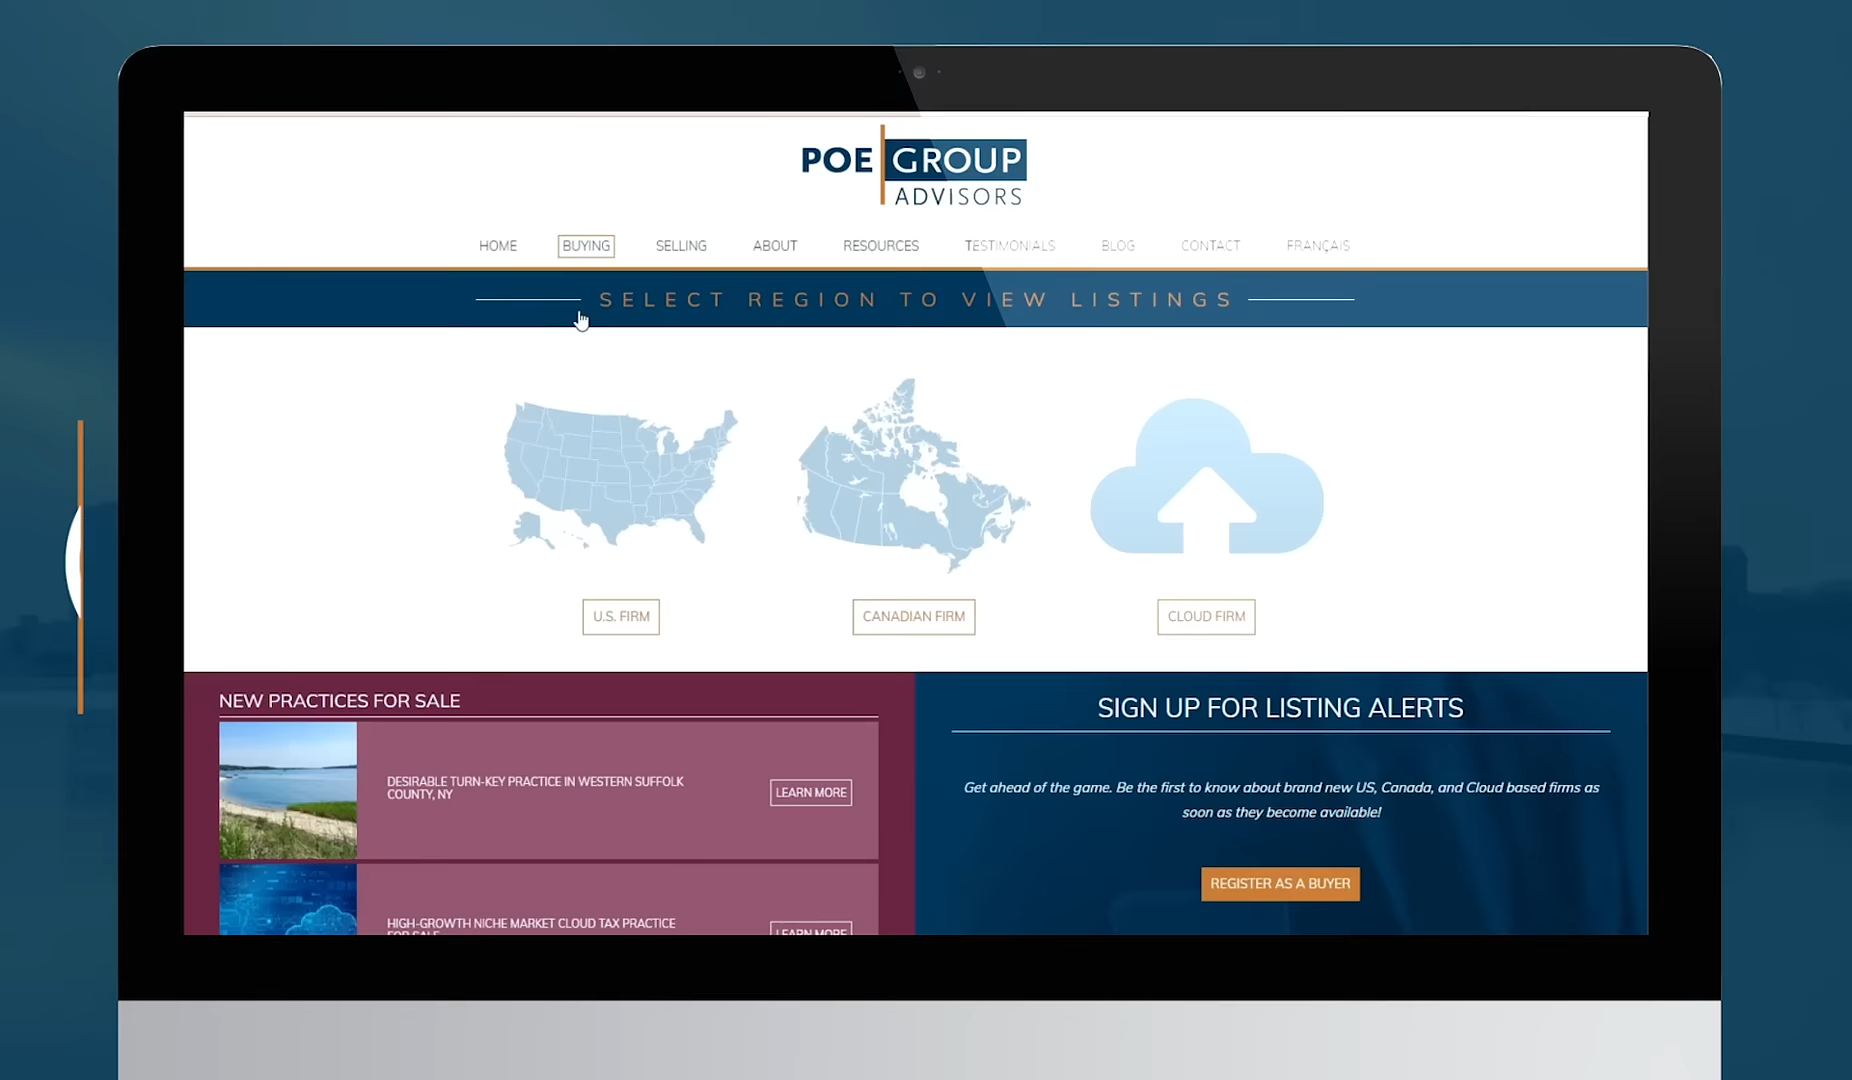 POE GROUP
ADVISORS
HOME BUYING SELLING ABOUT RESOURCES TESTIMONIALS BLOG CONTACT FRANÇAIS
SELECT REGION TO VIEW LISTINGS
U.S. FIRM CANADIAN FIRM CLOUD FIRM
NEW PRACTICES FOR SALE
DESIRABLE TURN-KEY PRACTICE IN WESTERN SUFFOLK
COUNTY, NY
LEARN MORE
HIGH-GROWTH NICHE MARKET CLOUD TAX PRACTICE
FOR SALE
LEARN MORE
SIGN UP FOR LISTING ALERTS
Get ahead of the game. Be the first to know about brand new US, Canada, and Cloud based firms as
soon as they become available!
REGISTER AS A BUYER